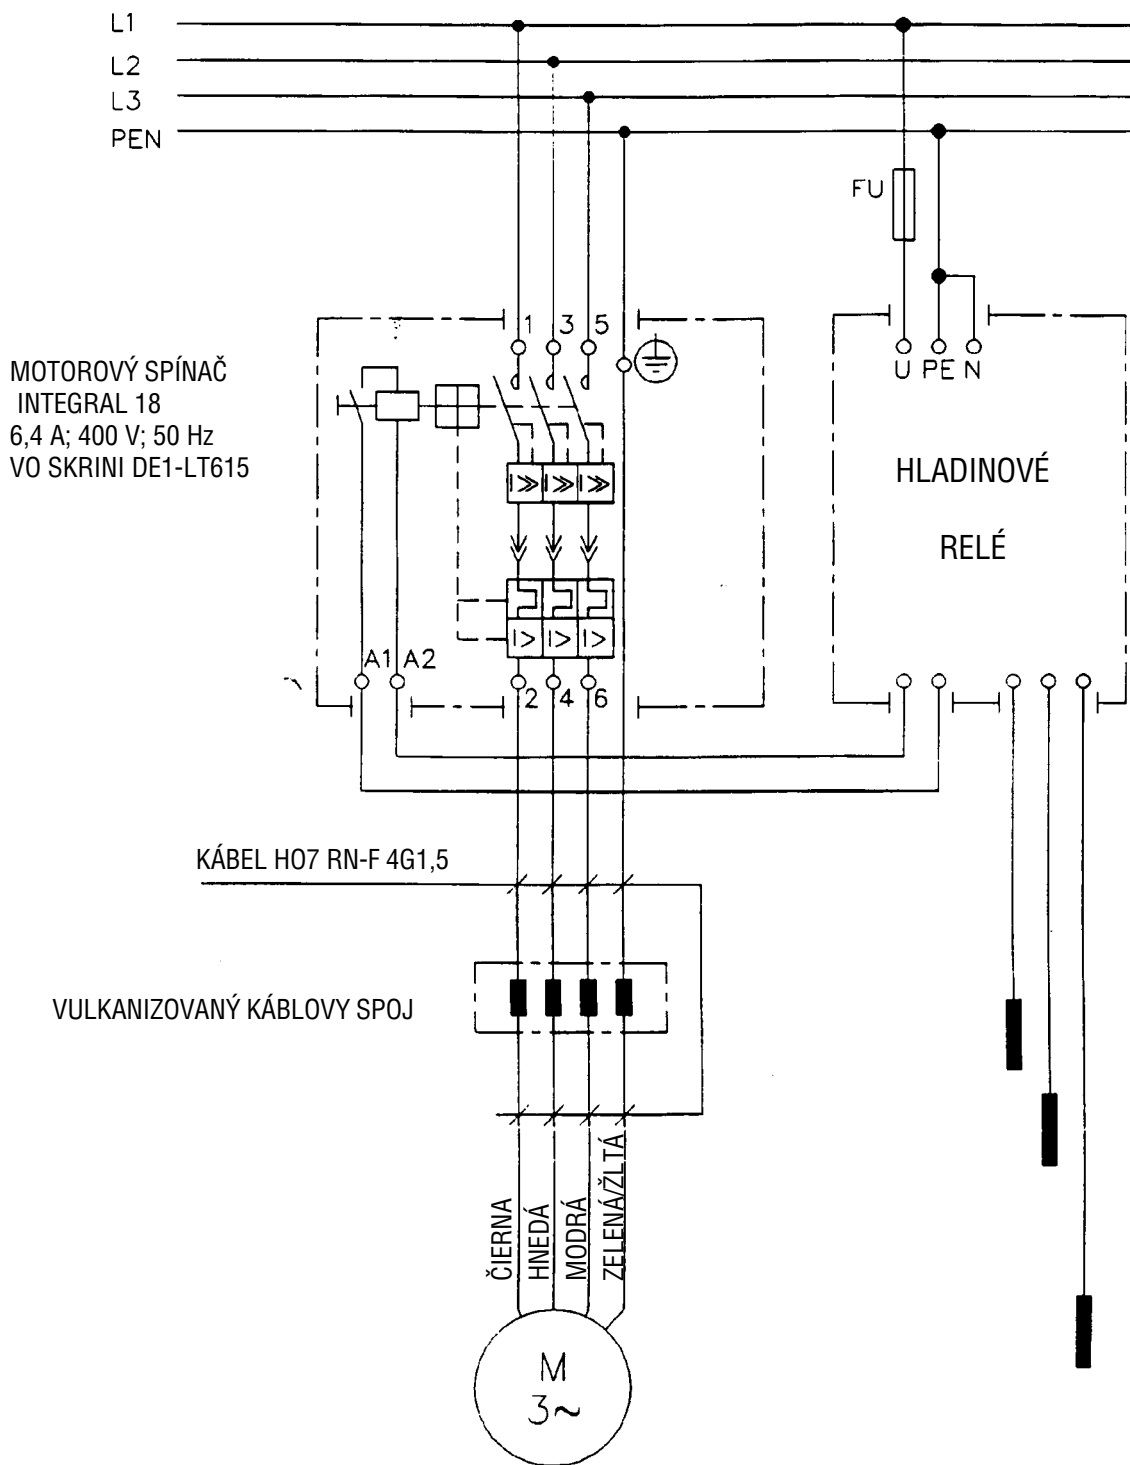 L1
L2
L3
PEN
FU
1 3 5
U PE N
MOTOROVÝ SPÍNAČ
INTEGRAL 18
6,4 A; 400 V; 50 Hz
VO SKRINI DE1-LT615
HLADINOVÉ
RELÉ
I≫ I≫ I≫
I> I> I>
A1 A2
2 4 6
KÁBEL HO7 RN-F 4G1,5
VULKANIZOVANÝ KÁBLOVY SPOJ
ČIERNA
HNEDÁ
MODRÁ
ZELENÁ/ŽLTÁ
M
3~